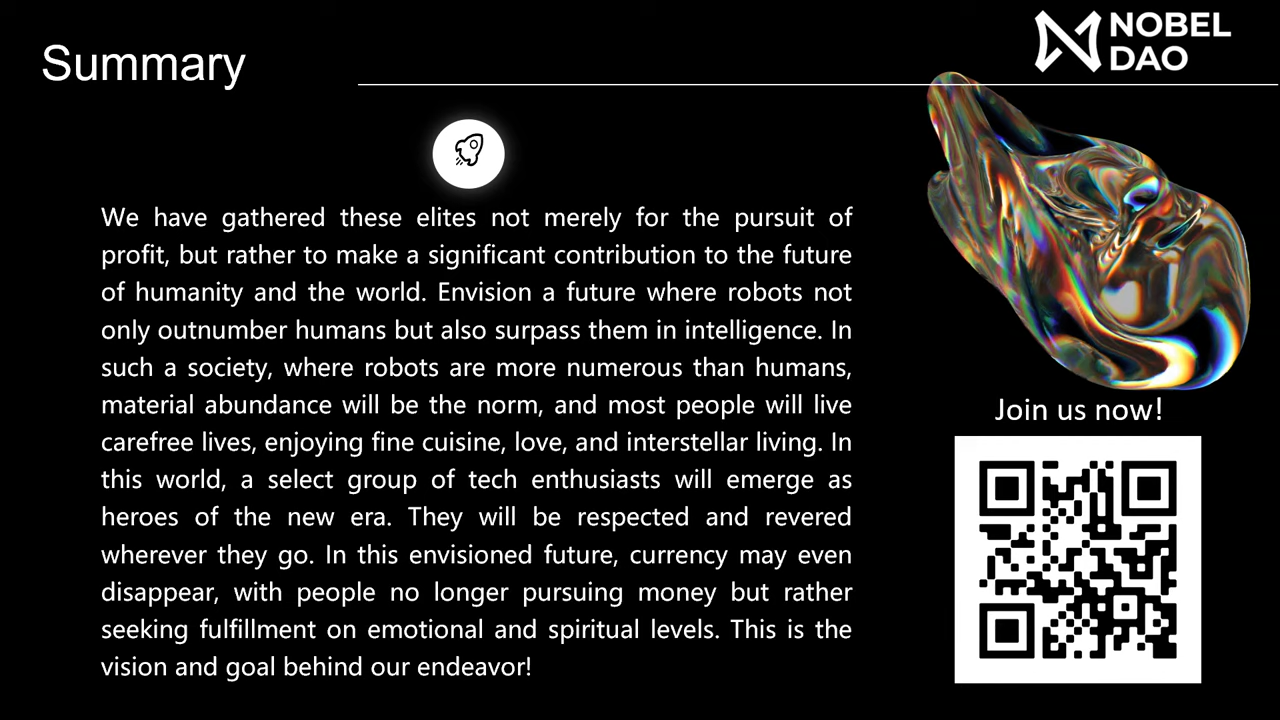 Summary
NOBEL
DAO
We have gathered these elites not merely for the pursuit of
profit, but rather to make a significant contribution to the future
of humanity and the world. Envision a future where robots not
only outnumber humans but also surpass them in intelligence. In
such a society, where robots are more numerous than humans,
material abundance will be the norm, and most people will live
carefree lives, enjoying fine cuisine, love, and interstellar living. In
this world, a select group of tech enthusiasts will emerge as
heroes of the new era. They will be respected and revered
wherever they go. In this envisioned future, currency may even
disappear, with people no longer pursuing money but rather
seeking fulfillment on emotional and spiritual levels. This is the
vision and goal behind our endeavor!
Join us now!